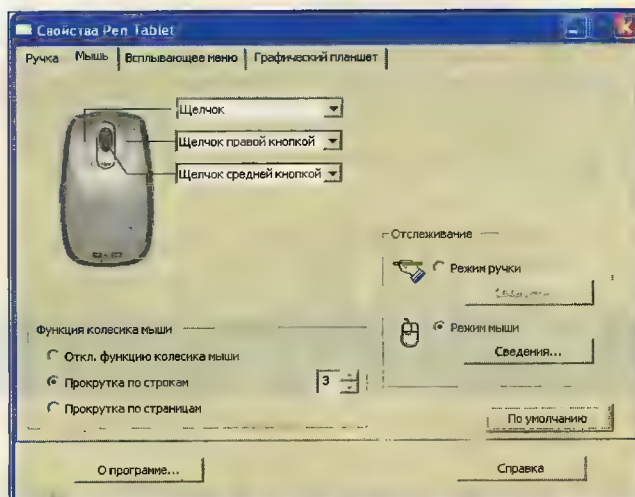 Свойства Pen Tablet
Ручка Мышь Всплывающее меню Графический планшет
Щелчок
Щелчок правой кнопкой
Щелчок средней кнопкой
Отслеживание
Режим ручки
Режим мыши
Сведения...
Функция колесика мыши
Откл. функцию колесика мыши
Прокрутка по строкам
3
Прокрутка по страницам
По умолчанию
О программе...
Справка